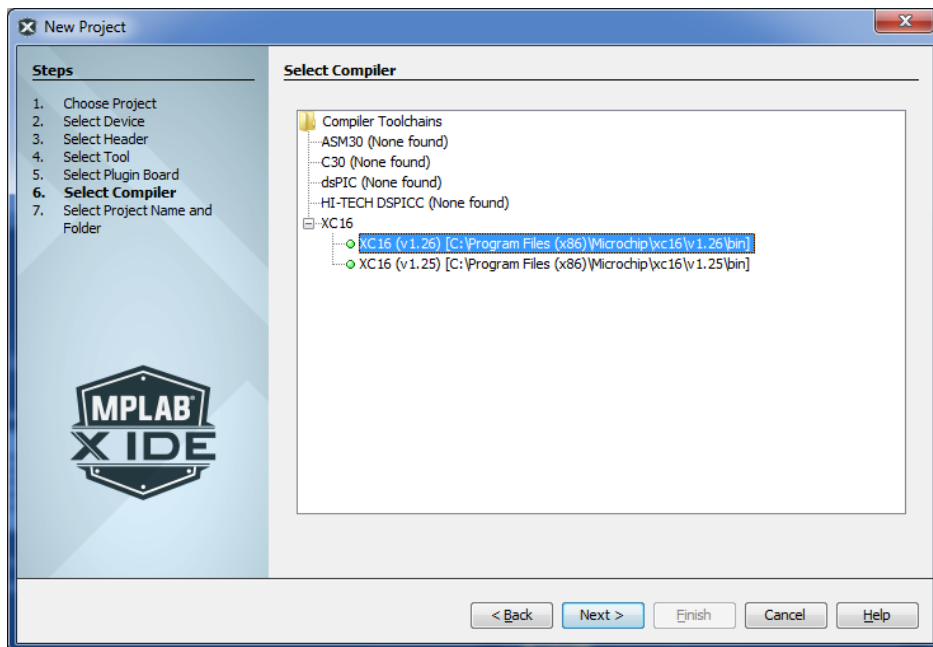 New Project
Steps
1. Choose Project
2. Select Device
3. Select Header
4. Select Tool
5. Select Plugin Board
6. Select Compiler
7. Select Project Name and
Folder
MPLAB
X IDE
Select Compiler
Compiler Toolchains
ASM30 (None found)
C30 (None found)
dsPIC (None found)
HI-TECH DSPICC (None found)
XC16
XC16 (v1.26) [C:\Program Files (x86)\Microchip\xc16\v1.26\bin]
XC16 (v1.25) [C:\Program Files (x86)\Microchip\xc16\v1.25\bin]
< Back Next > Finish Cancel Help